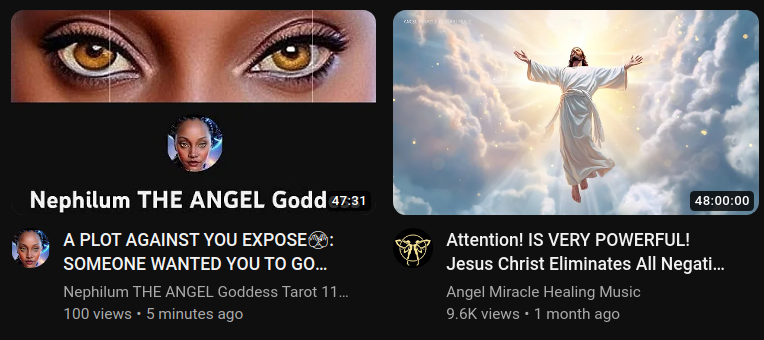 Nephilum THE ANGEL Godd
47:31
A PLOT AGAINST YOU EXPOSE
:
SOMEONE WANTED YOU TO GO…
Nephilum THE ANGEL Goddess Tarot 11…
100 views • 5 minutes ago
48:00:00
Attention! IS VERY POWERFUL!
Jesus Christ Eliminates All Negati…
Angel Miracle Healing Music
9.6K views • 1 month ago